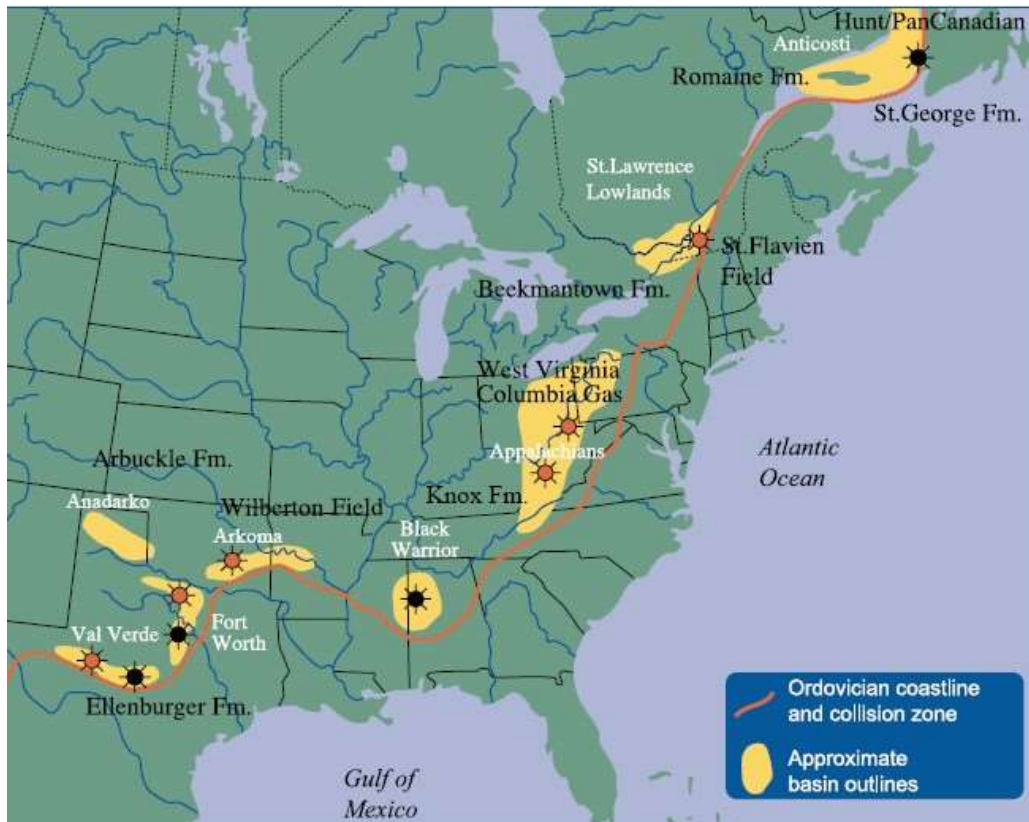 Hunt/PanCanadian
Anticosti
Romaine Fm.
St.George Fm.
St.Lawrence
Lowlands
St.Flavien
Field
Beekmantown Fm.
West Virginia
Columbia Gas
Appalachians
Atlantic
Ocean
Arbuckle Fm.
Knox Fm.
Anadarko
Wilberton Field
Arkoma
Black
Warrior
Fort
Worth
Val Verde
Ellenburger Fm.
Gulf of
Mexico
Ordovician coastline
and collision zone
Approximate
basin outlines